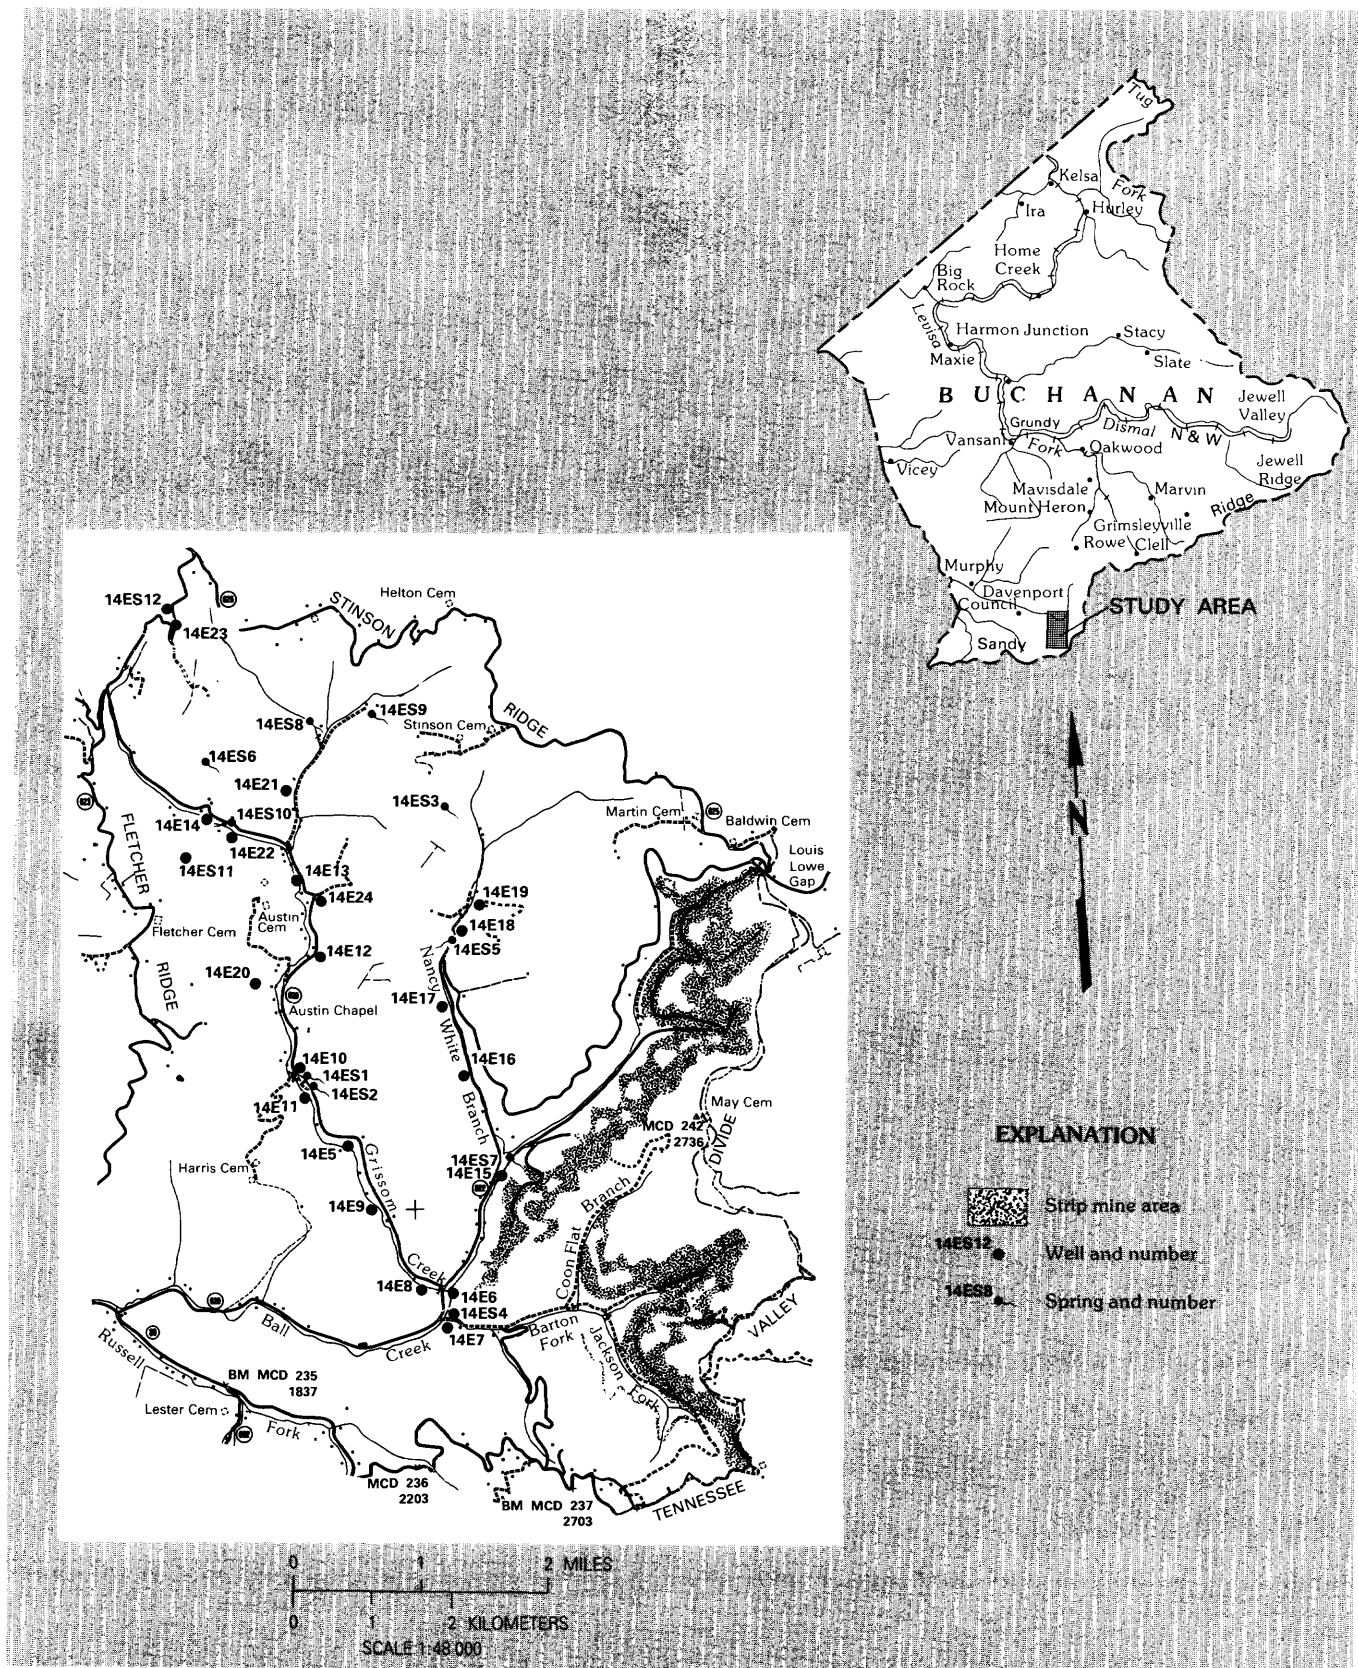 Tug
Kelsa
Fork
Ira
Hurley
Home
Creek
Big
Rock
Levisa
Harmon Junction
Stacy
Maxie
Slate
BUCHANAN
Jewell
Valley
Grundy
Dismal
N & W
Vansant
Fork
Oakwood
Vicey
Jewell
Ridge
Mavisdale
Marvin
Mount Heron
Ridge
Grimsleyville
Rowe
Clell
Murphy
Davenport
Council
STUDY AREA
Sandy
N
14ES12
626
Helton Cem
STINSON
14E23
14ES9
14ES8
Stinson Cem
RIDGE
14ES6
14E21
14ES3
623
14ES10
14E14
Martin Cem
625
Baldwin Cem
FLETCHER
14E22
Louis
Lowe
Gap
14ES11
14E13
14E19
14E24
Austin
Cem
14E18
Fletcher Cem
14ES5
14E12
RIDGE
14E20
Nancy
14E17
Austin Chapel
White
14E10
14E16
14ES1
14ES2
14E11
Branch
May Cem
MCD 242
2736
DIVIDE
14E5
Grissom
14ES7
14E15
Harris Cem
Branch
14E9
Coon Flat
Creek
14E8
14E6
14ES4
14E7
Ball
Creek
Barton
Fork
Jackson
Fork
VALLEY
Russell
BM MCD 235
1837
Lester Cem
Fork
MCD 236
2203
BM MCD 237
2703
TENNESSEE
EXPLANATION
Strip mine area
14ES12
Well and number
14ES8
Spring and number
0 1 2 MILES
0 1 2 KILOMETERS
SCALE 1:48 000